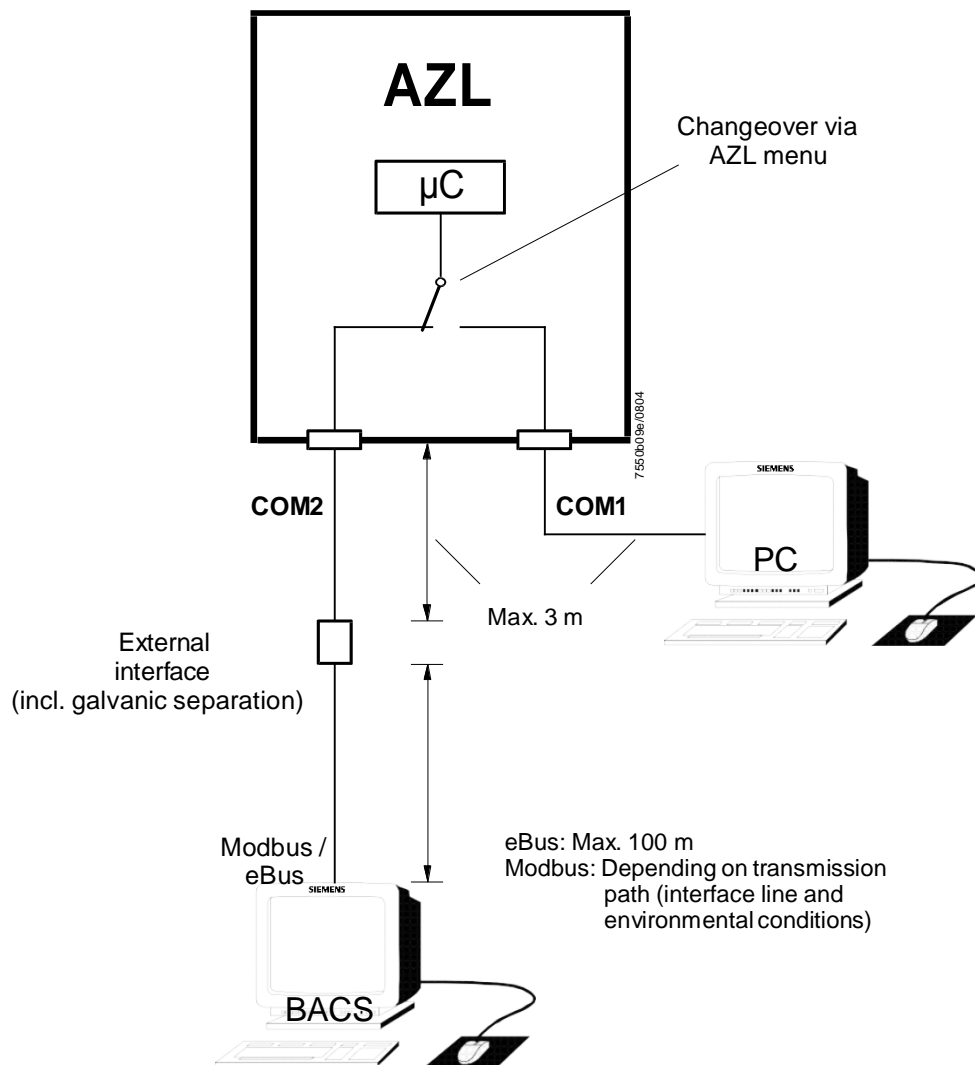 AZL
Changeover via
AZL menu
µC
7550b09e/0804
COM2
COM1
SIEMENS
PC
Max. 3 m
External
interface
(incl. galvanic separation)
Modbus /
eBus
eBus: Max. 100 m
Modbus: Depending on transmission
path (interface line and
environmental conditions)
SIEMENS
BACS